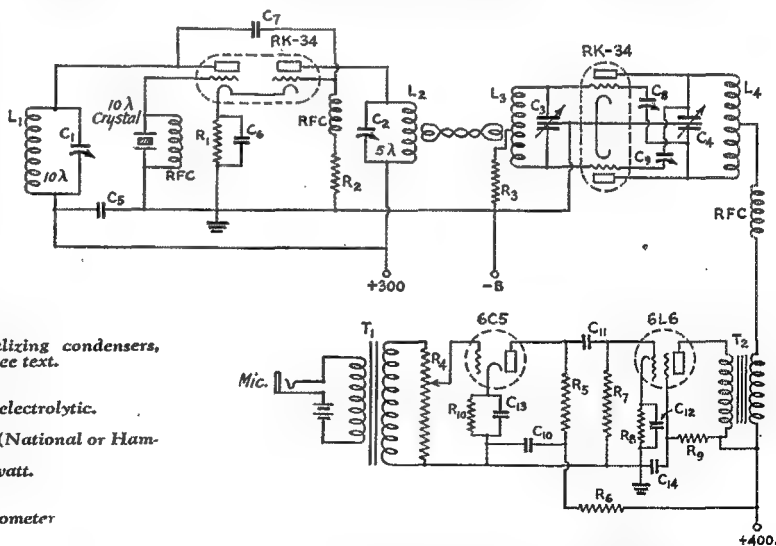 C7
RK-34
RK-34
L1
C1
10λ
10 λ
Crystal
RFC
R1
C6
RFC
R2
C5
C2
5λ
L2
+300
L3
C3
R3
-B
C8
C9
C4
L4
RFC
lizing condensers,
ee text.
electrolytic.
(National or Ham-
vatt.
ometer
Mic.
T1
R4
6C5
R10
C13
C10
R5
C11
R7
R6
6L6
R8
C12
C14
R9
T2
+400